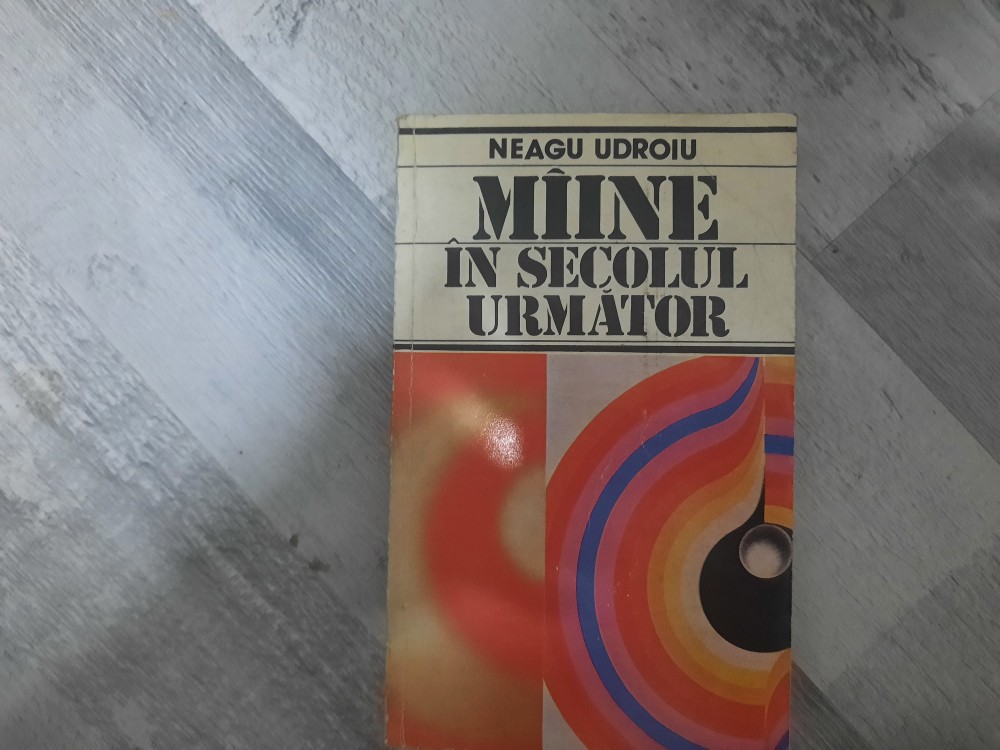 NEAGU UDROIU
MÎINE
ÎN SECOLUL
URMĂTOR